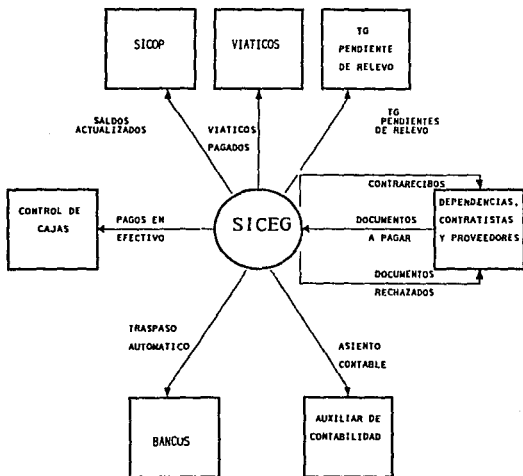 SICOP
VIATICOS
TG
PENDIENTE
DE RELEVO
SALDOS
ACTUALIZADOS
VIATICOS
PAGADOS
TG
PENDIENTES
DE RELEVO
CONTROL DE
CAJAS
PAGOS EN
EFECTIVO
SICEG
CONTRARECIBOS
DOCUMENTOS
A PAGAR
DOCUMENTOS
RECHAZADOS
DEPENDENCIAS,
CONTRATISTAS
Y PROVEEDORES
TRASPASO
AUTOMATICO
ASIENTO
CONTABLE
BANCUS
AUXILIAR DE
CONTABILIDAD